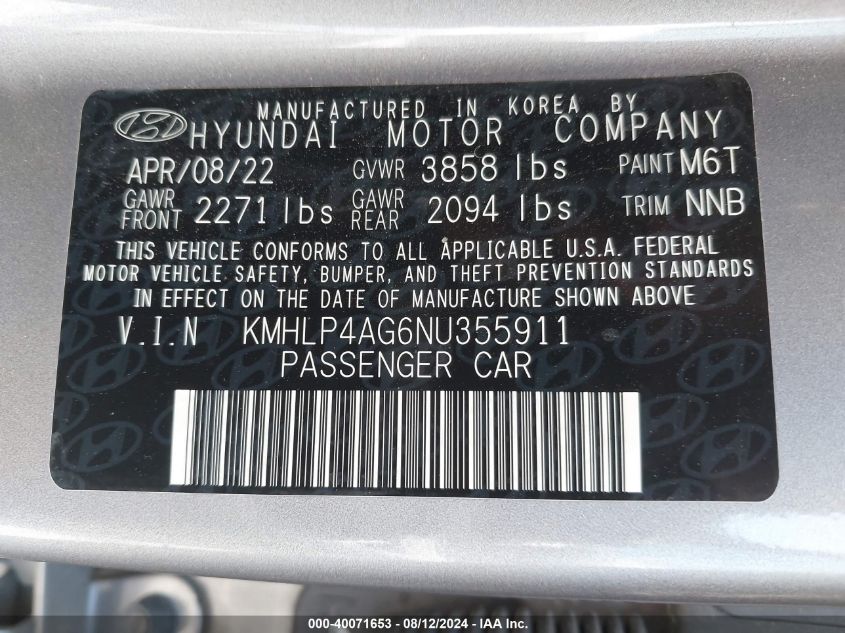 MANUFACTURED IN KOREA BY
HYUNDAI MOTOR COMPANY
APR/08/22 GVWR 3858 lbs PAINT M6T
GAWR FRONT 2271 lbs GAWR REAR 2094 lbs TRIM NNB
THIS VEHICLE CONFORMS TO ALL APPLICABLE U.S.A. FEDERAL
MOTOR VEHICLE SAFETY, BUMPER, AND THEFT PREVENTION STANDARDS
IN EFFECT ON THE DATE OF MANUFACTURE SHOWN ABOVE
V.I.N KMHLP4AG6NU355911
PASSENGER CAR
000-40071653 - 08/12/2024 - IAAI.COM